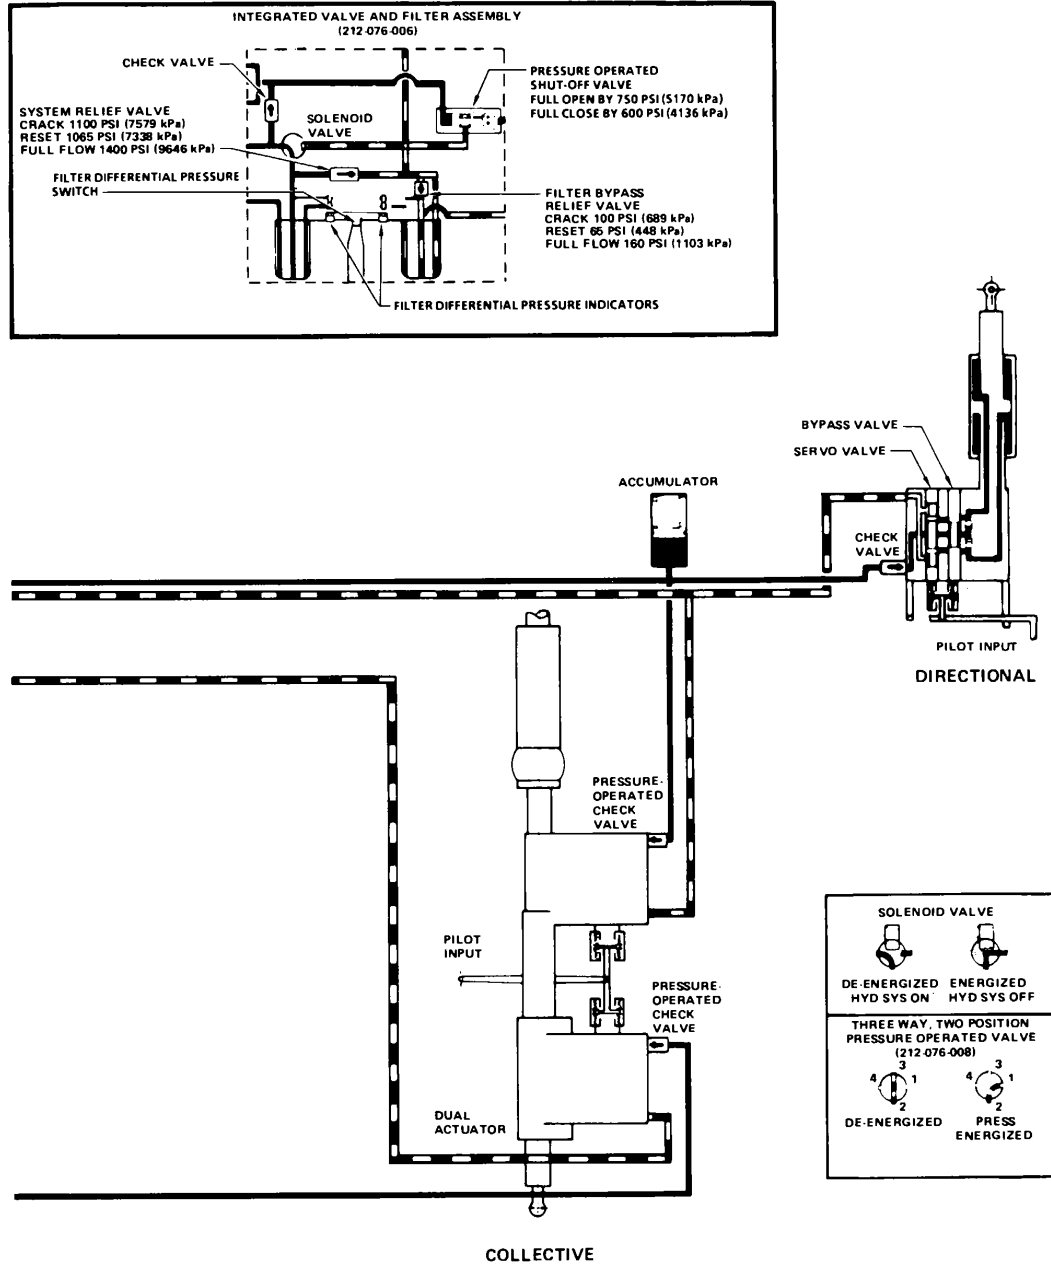 INTEGRATED VALVE AND FILTER ASSEMBLY
(212-076-006)
CHECK VALVE
PRESSURE OPERATED
SHUT-OFF VALVE
FULL OPEN BY 750 PSI (5170 kPa)
FULL CLOSE BY 600 PSI (4136 kPa)
SYSTEM RELIEF VALVE
CRACK 1100 PSI (7579 kPa)
RESET 1065 PSI (7338 kPa)
FULL FLOW 1400 PSI (9646 kPa)
SOLENOID
VALVE
FILTER DIFFERENTIAL PRESSURE
SWITCH
FILTER BYPASS
RELIEF VALVE
CRACK 100 PSI (689 kPa)
RESET 65 PSI (448 kPa)
FULL FLOW 160 PSI (1103 kPa)
FILTER DIFFERENTIAL PRESSURE INDICATORS
BYPASS VALVE
SERVO VALVE
ACCUMULATOR
CHECK
VALVE
PILOT INPUT
DIRECTIONAL
PRESSURE-
OPERATED
CHECK
VALVE
PILOT
INPUT
PRESSURE-
OPERATED
CHECK
VALVE
DUAL
ACTUATOR
COLLECTIVE
SOLENOID VALVE
DE-ENERGIZED
HYD SYS ON
ENERGIZED
HYD SYS OFF
THREE WAY, TWO POSITION
PRESSURE OPERATED VALVE
(212-076-008)
3
4
1
2
DE-ENERGIZED
3
4
1
2
PRESS
ENERGIZED